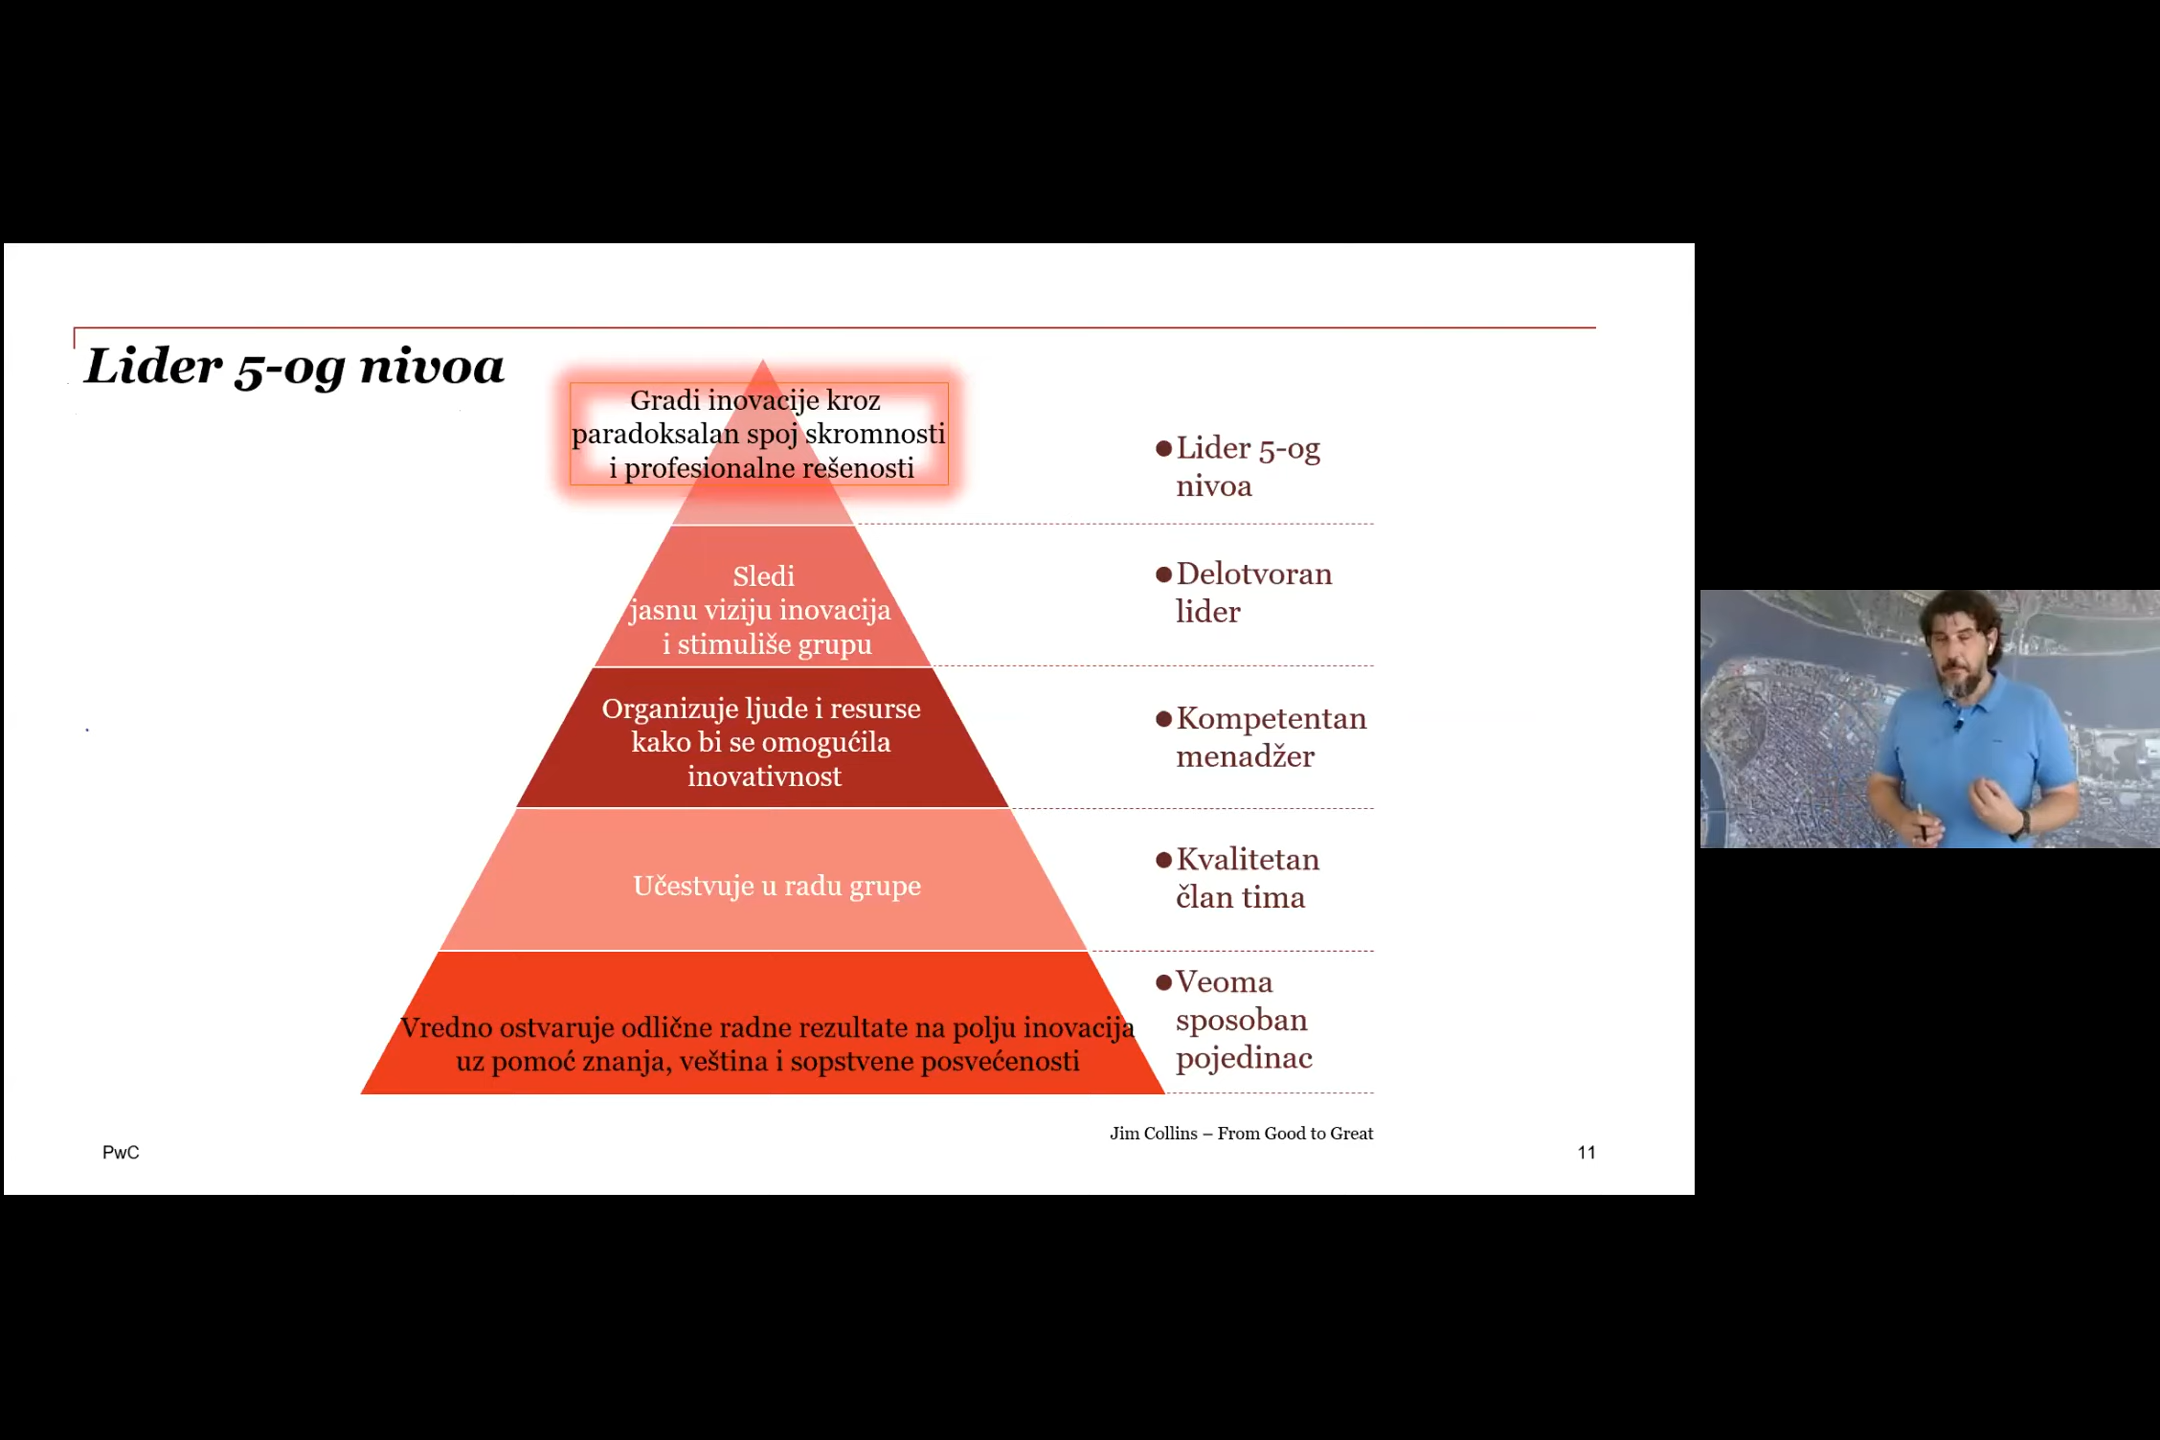 Lider 5-og nivoa
Gradi inovacije kroz
paradoksalan spoj skromnosti
i profesionalne rešenosti
Lider 5-og
nivoa
Sledi
jasnu viziju inovacija
i stimuliše grupu
Delotvoran
lider
Organizuje ljude i resurse
kako bi se omogućila
inovativnost
Kompetentan
menadžer
Učestvuje u radu grupe
Kvalitetan
član tima
Vredno ostvaruje odlične radne rezultate na polju inovacija
uz pomoć znanja, veština i sopstvene posvećenosti
Veoma
sposoban
pojedinac
Jim Collins – From Good to Great
PwC
11